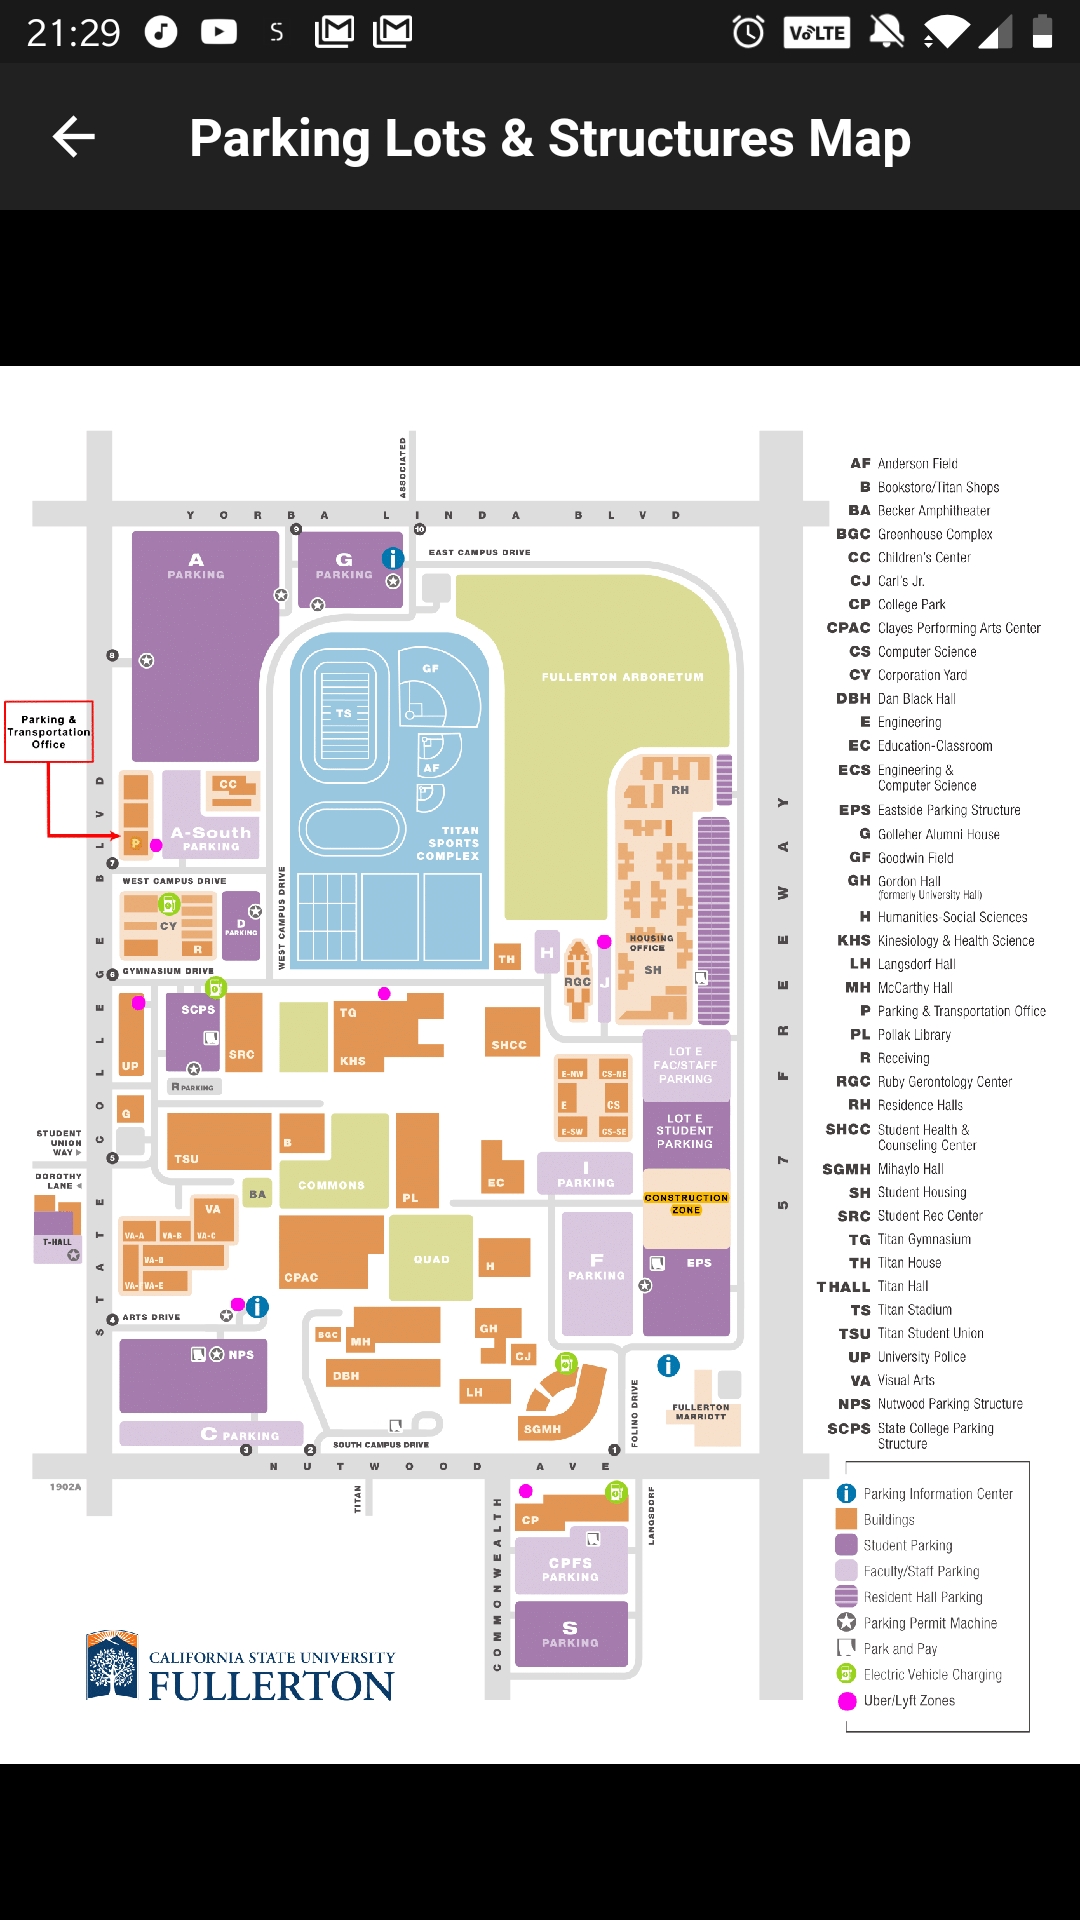 21:29
S
VoLTE
Parking Lots & Structures Map
ASSOCIATED
YORBA LINDA BLVD
9
10
EAST CAMPUS DRIVE
A
PARKING
G
PARKING
8
FULLERTON ARBORETUM
GF
TS
AF
TITAN
SPORTS
COMPLEX
Parking &
Transportation
Office
CC
A-South
PARKING
P
7
WEST CAMPUS DRIVE
CY
R
D
PARKING
WEST CAMPUS DRIVE
6
GYMNASIUM DRIVE
STATE COLLEGE BLVD
57 FREEWAY
RH
HOUSING
OFFICE
SH
TH
H
RGC
J
UP
SCPS
SRC
R PARKING
TG
KHS
SHCC
E-NW
CS-NE
E
CS
E-SW
CS-SE
LOT E
FAC/STAFF
PARKING
LOT E
STUDENT
PARKING
CONSTRUCTION
ZONE
G
STUDENT
UNION
WAY
5
DOROTHY
LANE
T-HALL
TSU
B
BA
COMMONS
PL
EC
I
PARKING
VA
VA-A
VA-B
VA-C
VA-D
VA-
VA-E
CPAC
QUAD
H
F
PARKING
EPS
4
ARTS DRIVE
NPS
C PARKING
BGC
MH
DBH
GH
CJ
LH
SGMH
FOLINO DRIVE
FULLERTON
MARRIOTT
3
2
SOUTH CAMPUS DRIVE
1
NUTWOOD AVE
1902A
TITAN
COMMONWEALTH
LANGSDORF
CP
CPFS
PARKING
S
PARKING
CALIFORNIA STATE UNIVERSITY
FULLERTON
AF Anderson Field
B Bookstore/Titan Shops
BA Becker Amphitheater
BGC Greenhouse Complex
CC Children's Center
CJ Carl's Jr.
CP College Park
CPAC Clayes Performing Arts Center
CS Computer Science
CY Corporation Yard
DBH Dan Black Hall
E Engineering
EC Education-Classroom
ECS Engineering &
Computer Science
EPS Eastside Parking Structure
G Golleher Alumni House
GF Goodwin Field
GH Gordon Hall
(formerly University Hall)
H Humanities-Social Sciences
KHS Kinesiology & Health Science
LH Langsdorf Hall
MH McCarthy Hall
P Parking & Transportation Office
PL Pollak Library
R Receiving
RGC Ruby Gerontology Center
RH Residence Halls
SHCC Student Health &
Counseling Center
SGMH Mihaylo Hall
SH Student Housing
SRC Student Rec Center
TG Titan Gymnasium
TH Titan House
THALL Titan Hall
TS Titan Stadium
TSU Titan Student Union
UP University Police
VA Visual Arts
NPS Nutwood Parking Structure
SCPS State College Parking
Structure
i Parking Information Center
Buildings
Student Parking
Faculty/Staff Parking
Resident Hall Parking
Parking Permit Machine
Park and Pay
Electric Vehicle Charging
Uber/Lyft Zones